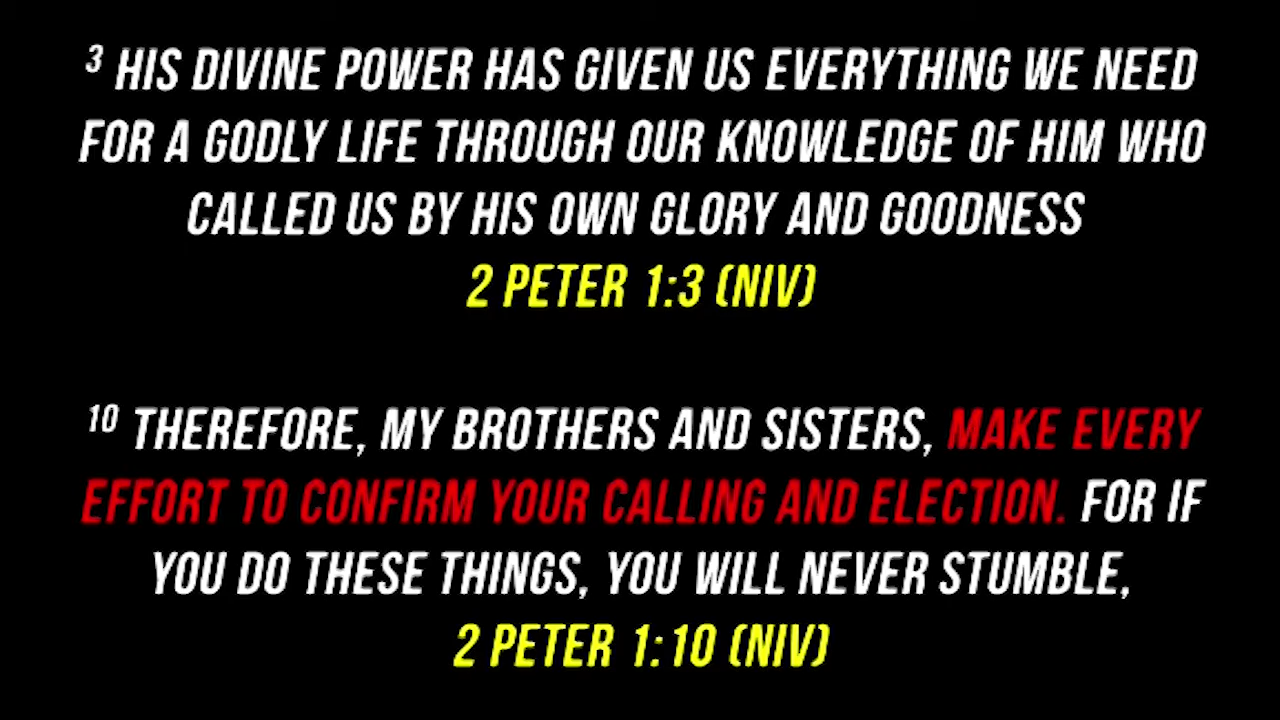 3 HIS DIVINE POWER HAS GIVEN US EVERYTHING WE NEED
FOR A GODLY LIFE THROUGH OUR KNOWLEDGE OF HIM WHO
CALLED US BY HIS OWN GLORY AND GOODNESS
2 PETER 1:3 (NIV)
10 THEREFORE, MY BROTHERS AND SISTERS, MAKE EVERY
EFFORT TO CONFIRM YOUR CALLING AND ELECTION. FOR IF
YOU DO THESE THINGS, YOU WILL NEVER STUMBLE,
2 PETER 1:10 (NIV)